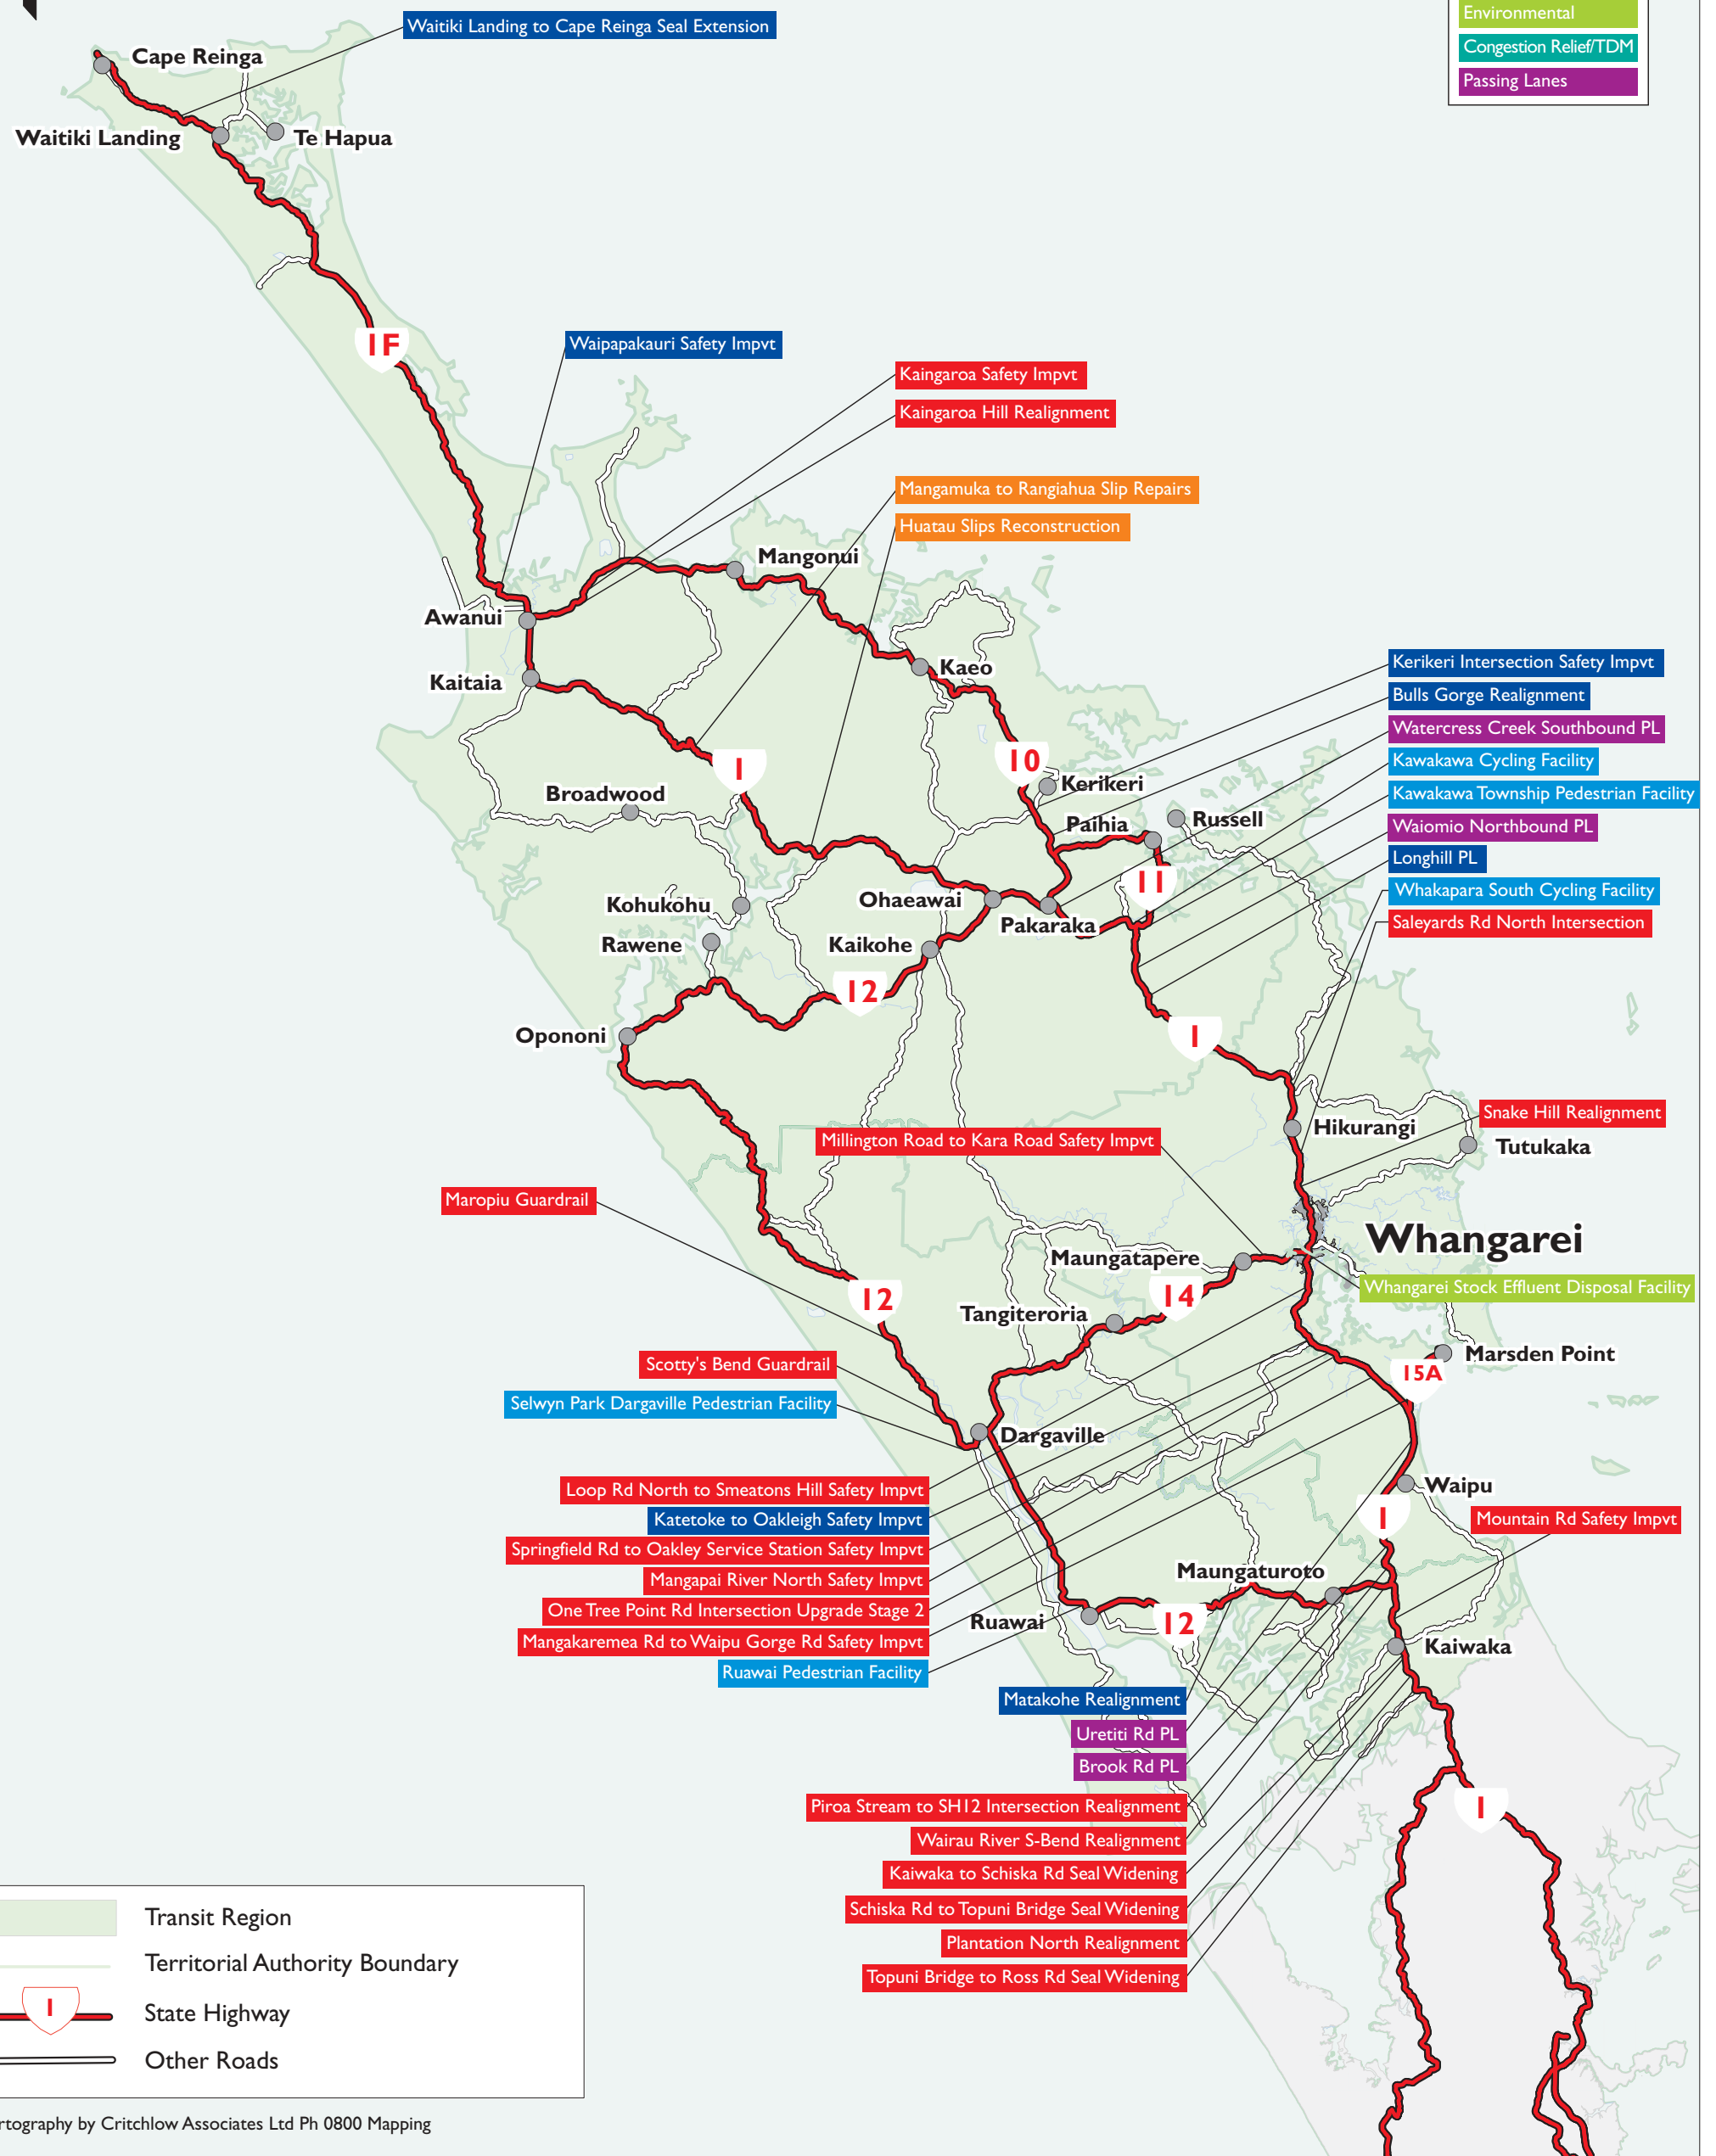 Environmental
Waitiki Landing to Cape Reinga Seal Extension
Congestion Relief/TDM
Cape Reinga
Passing Lanes
Waitiki Landing
Te Hapua
1F
Waipapakauri Safety Impvt
Kaingaroa Safety Impvt
Kaingaroa Hill Realignment
Mangamuka to Rangiahua Slip Repairs
Huatau Slips Reconstruction
Mangonui
Awanui
Kaitaia
Kaeo
Kerikeri Intersection Safety Impvt
Bulls Gorge Realignment
Watercress Creek Southbound PL
Kawakawa Cycling Facility
1
10
Kerikeri
Broadwood
Kawakawa Township Pedestrian Facility
Paihia
Russell
Waiomio Northbound PL
Longhill PL
11
Whakapara South Cycling Facility
Kohukohu
Ohaeawai
Pakaraka
Saleyards Rd North Intersection
Rawene
Kaikohe
12
Opononi
1
Snake Hill Realignment
Hikurangi
Millington Road to Kara Road Safety Impvt
Tutukaka
Maropiu Guardrail
Whangarei
Maungatapere
Whangarei Stock Effluent Disposal Facility
12
14
Tangiteroria
Marsden Point
Scotty's Bend Guardrail
15A
Selwyn Park Dargaville Pedestrian Facility
Dargaville
Loop Rd North to Smeatons Hill Safety Impvt
Waipu
Katetoke to Oakleigh Safety Impvt
1
Mountain Rd Safety Impvt
Springfield Rd to Oakley Service Station Safety Impvt
Mangapai River North Safety Impvt
Maungaturoto
One Tree Point Rd Intersection Upgrade Stage 2
Ruawai
12
Mangakaremea Rd to Waipu Gorge Rd Safety Impvt
Kaiwaka
Ruawai Pedestrian Facility
Matakohe Realignment
Uretiti Rd PL
Brook Rd PL
Piroa Stream to SH12 Intersection Realignment
1
Wairau River S-Bend Realignment
Kaiwaka to Schiska Rd Seal Widening
Schiska Rd to Topuni Bridge Seal Widening
Plantation North Realignment
Topuni Bridge to Ross Rd Seal Widening
Transit Region
Territorial Authority Boundary
1
State Highway
Other Roads
rtography by Critchlow Associates Ltd Ph 0800 Mapping